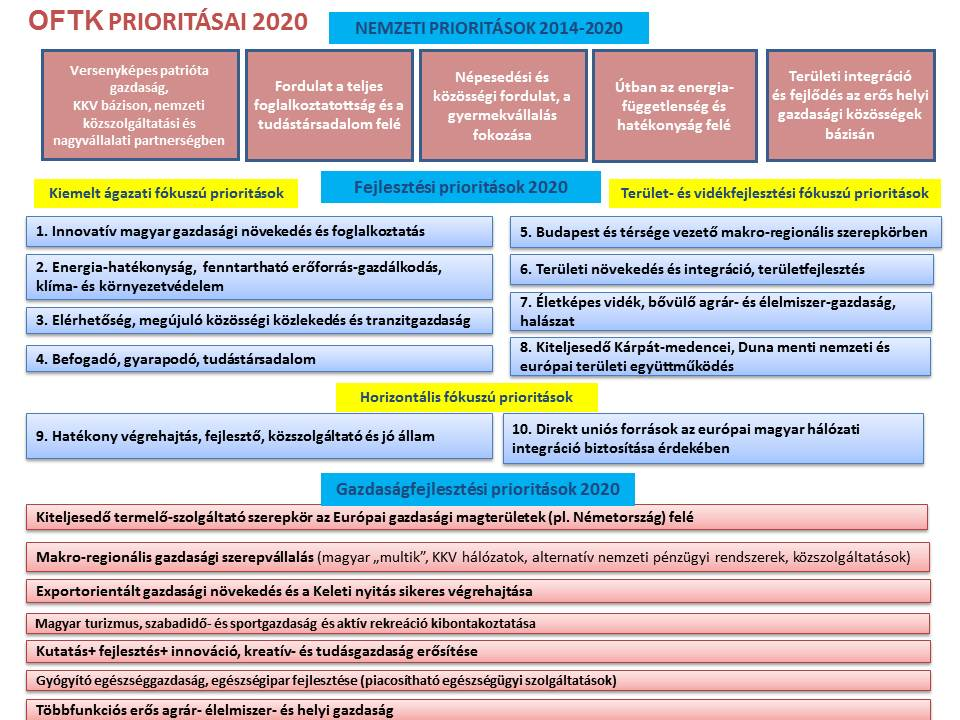 OFTK PRIORITÁSAI 2020
NEMZETI PRIORITÁSOK 2014-2020
Versenyképes patrióta
gazdaság,
KKV bázison, nemzeti
közszolgáltatási és
nagyvállalati partnerségben
Fordulat a teljes
foglalkoztatottság és a
tudástársadalom felé
Népesedési és
közösségi fordulat, a
gyermekvállalás
fokozása
Útban az energia-
függetlenség és
hatékonyság felé
Területi integráció
és fejlődés az erős helyi
gazdasági közösségek
bázisán
Fejlesztési prioritások 2020
Kiemelt ágazati fókuszú prioritások
1. Innovatív magyar gazdasági növekedés és foglalkoztatás
2. Energia-hatékonyság, fenntartható erőforrás-gazdálkodás,
klíma- és környezetvédelem
3. Elérhetőség, megújuló közösségi közlekedés és tranzitgazdaság
4. Befogadó, gyarapodó, tudástársadalom
Terület- és vidékfejlesztési fókuszú prioritások
5. Budapest és térsége vezető makro-regionális szerepkörben
6. Területi növekedés és integráció, területfejlesztés
7. Életképes vidék, bővülő agrár- és élelmiszer-gazdaság,
halászat
8. Kiteljesedő Kárpát-medencei, Duna menti nemzeti és
európai területi együttműködés
Horizontális fókuszú prioritások
9. Hatékony végrehajtás, fejlesztő, közszolgáltató és jó állam
10. Direkt uniós források az európai magyar hálózati
integráció biztosítása érdekében
Gazdaságfejlesztési prioritások 2020
Kiteljesedő termelő-szolgáltató szerepkör az Európai gazdasági magterületek (pl. Németország) felé
Makro-regionális gazdasági szerepvállalás (magyar „multik”, KKV hálózatok, alternatív nemzeti pénzügyi rendszerek, közszolgáltatások)
Exportorientált gazdasági növekedés és a Keleti nyitás sikeres végrehajtása
Magyar turizmus, szabadidő- és sportgazdaság és aktív rekreáció kibontakoztatása
Kutatás+ fejlesztés+ innováció, kreatív- és tudásgazdaság erősítése
Gyógyító egészséggazdaság, egészségipar fejlesztése (piacosítható egészségügyi szolgáltatások)
Többfunkciós erős agrár- élelmiszer- és helyi gazdaság